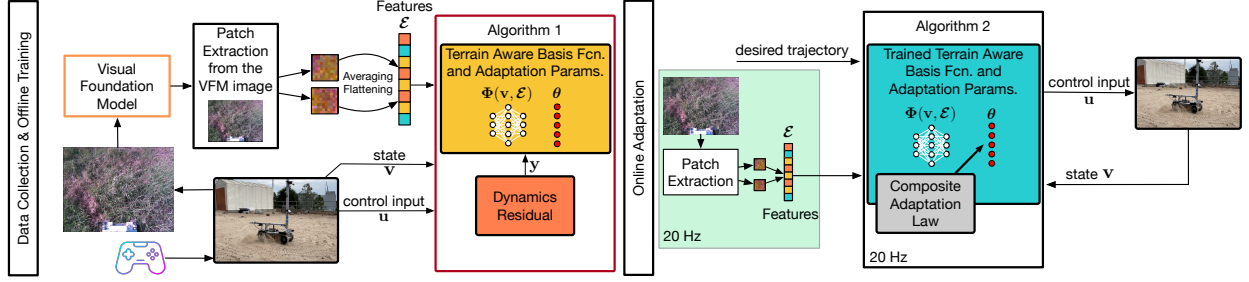 Data Collection & Offline Training
Visual
Foundation
Model
Patch
Extraction
from the
VFM image
Averaging
Flattening
Features
ℰ
state
v
control input
u
Algorithm 1
Terrain Aware Basis Fcn.
and Adaptation Params.
Φ(v, ℰ)
θ
y
Dynamics
Residual
Online Adaptation
desired trajectory
Patch
Extraction
ℰ
Features
20 Hz
Algorithm 2
Trained Terrain Aware
Basis Fcn. and
Adaptation Params.
Φ(v, ℰ)
θ
Composite
Adaptation
Law
20 Hz
control input
u
state v